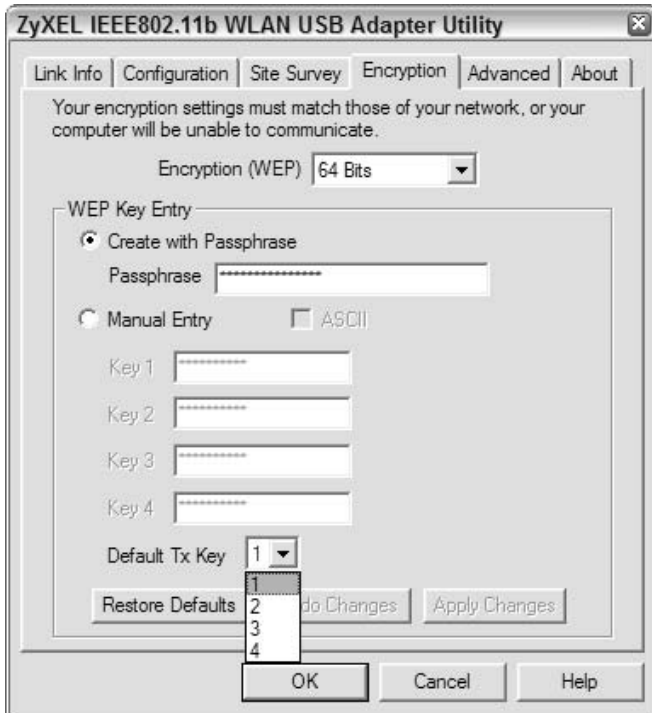 ZyXEL IEEE802.11b WLAN USB Adapter Utility
Link Info Configuration Site Survey Encryption Advanced About
Your encryption settings must match those of your network, or your
computer will be unable to communicate.
Encryption (WEP) 64 Bits
WEP Key Entry
Create with Passphrase
Passphrase ***************
Manual Entry ASCII
Key 1 **********
Key 2 **********
Key 3 **********
Key 4 **********
Default Tx Key 1
1
Restore Defaults 2 do Changes Apply Changes
3
4
OK Cancel Help